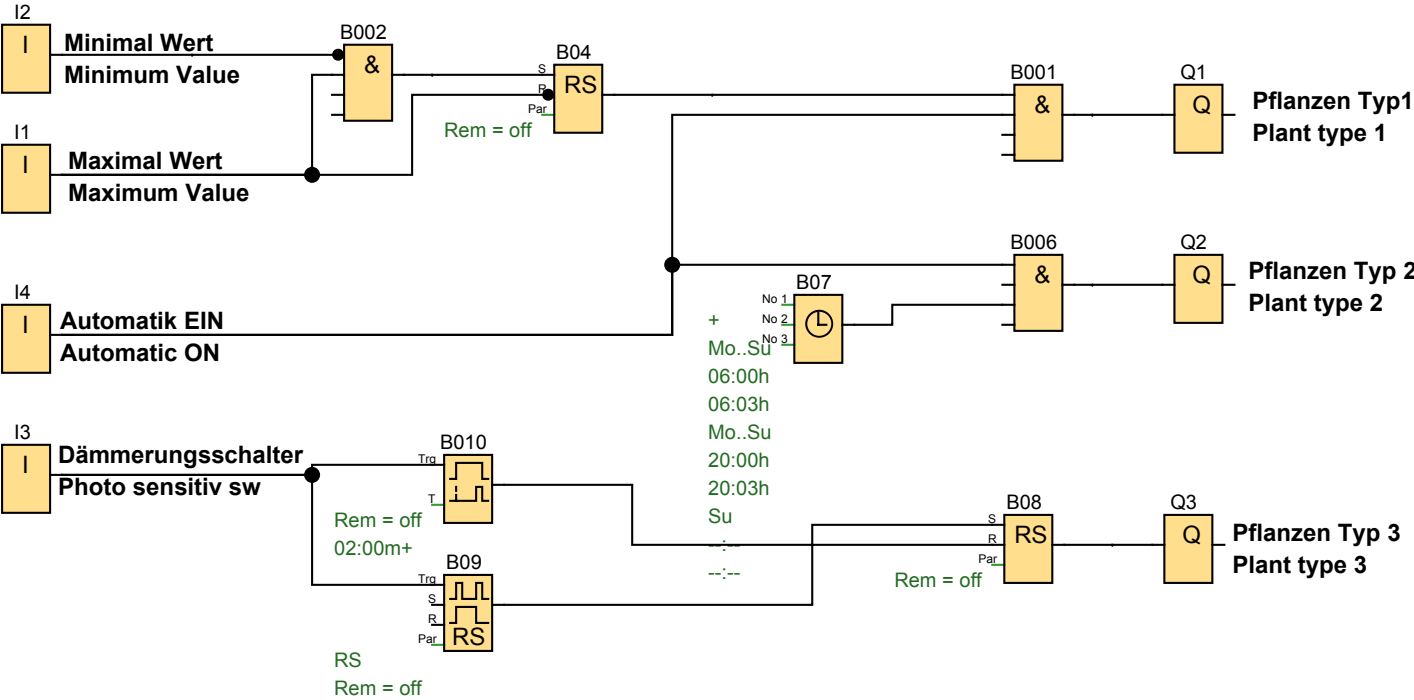 I2
I
Minimal Wert
Minimum Value
B002
&
B04
S
R
Par
RS
Rem = off
B001
&
Q1
Q
Pflanzen Typ1
Plant type 1
I1
I
Maximal Wert
Maximum Value
B006
&
Q2
Q
Pflanzen Typ 2
Plant type 2
B07
No 1
No 2
No 3
+
Mo..Su
06:00h
06:03h
Mo..Su
20:00h
20:03h
Su
--:--
--:--
I4
I
Automatik EIN
Automatic ON
I3
I
Dämmerungsschalter
Photo sensitiv sw
B010
Trg
T
Rem = off
02:00m+
B09
Trg
S
R
Par
RS
RS
Rem = off
B08
S
R
Par
RS
Rem = off
Q3
Q
Pflanzen Typ 3
Plant type 3